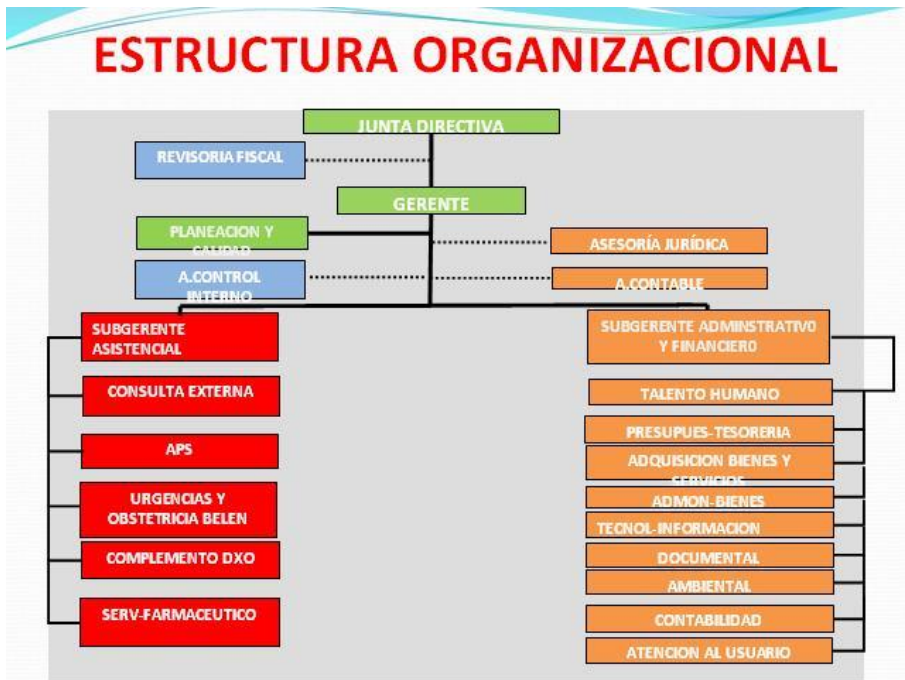 ESTRUCTURA ORGANIZACIONAL
JUNTA DIRECTIVA
REVISORIA FISCAL
GERENTE
PLANEACION Y
CALIDAD
ASESORÍA JURÍDICA
A.CONTROL
INTERNO
A.CONTABLE
SUBGERENTE
ASISTENCIAL
CONSULTA EXTERNA
APS
URGENCIAS Y
OBSTETRICIA BELEN
COMPLEMENTO DXO
SERV-FARMACEUTICO
SUBGERENTE ADMINSTRATIVO
Y FINANCIERO
TALENTO HUMANO
PRESUPUES-TESORERIA
ADQUISICION BIENES Y
SERVICIOS
ADMON-BIENES
TECNOL-INFORMACION
DOCUMENTAL
AMBIENTAL
CONTABILIDAD
ATENCION AL USUARIO